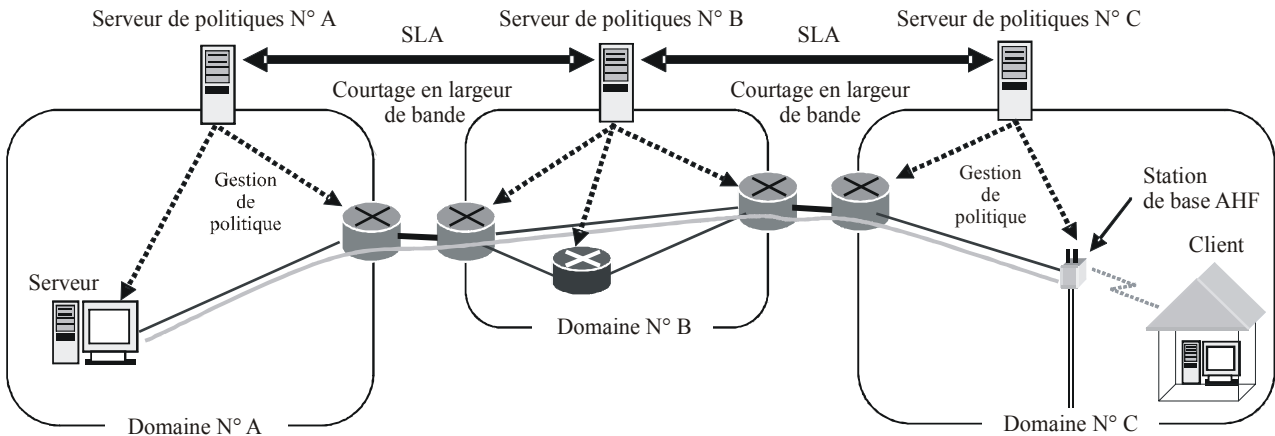 Serveur de politiques N° A
Serveur de politiques N° B
Serveur de politiques N° C
SLA
SLA
Courtage en largeur
de bande
Courtage en largeur
de bande
Gestion
de
politique
Gestion
de
politique
Station
de base AHF
Client
Serveur
Domaine N° B
Domaine N° A
Domaine N° C